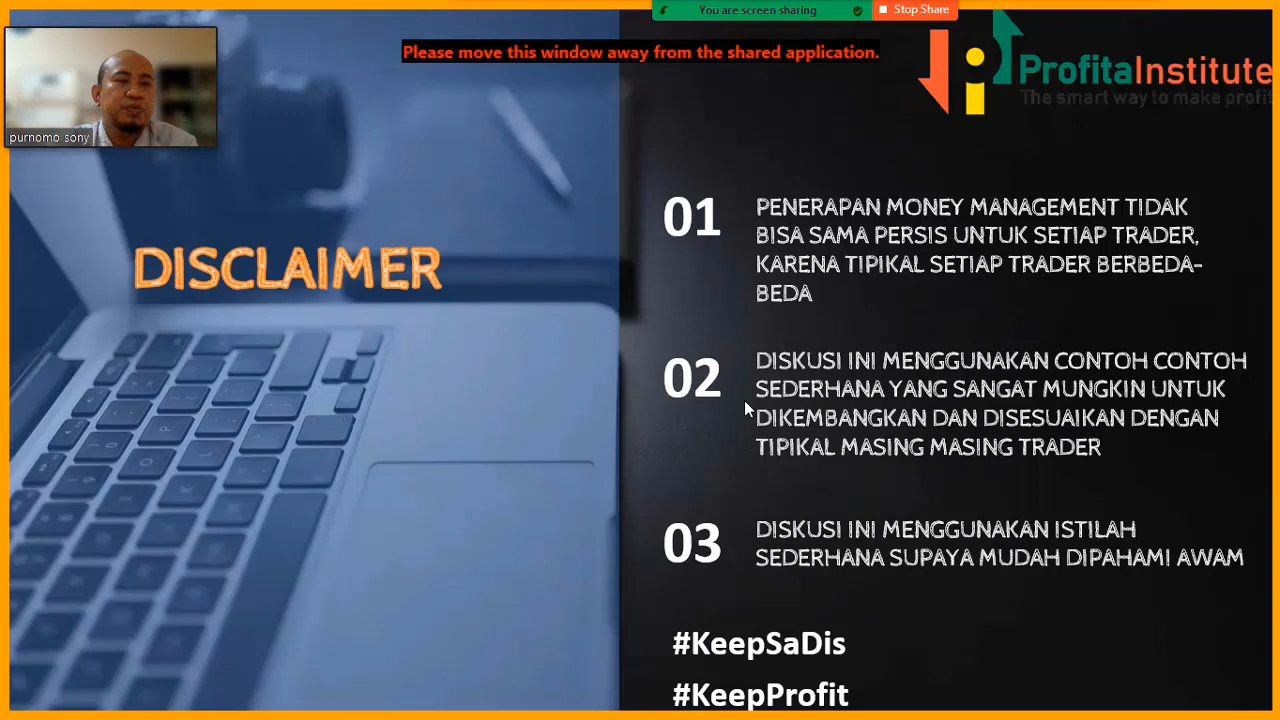 You are screen sharing
Stop Share
Please move this window away from the shared application.
ProfitaInstitute
The smart way to make profit
purnomo sony
DISCLAIMER
01
PENERAPAN MONEY MANAGEMENT TIDAK
BISA SAMA PERSIS UNTUK SETIAP TRADER,
KARENA TIPIKAL SETIAP TRADER BERBEDA-
BEDA
02
DISKUSI INI MENGGUNAKAN CONTOH CONTOH
SEDERHANA YANG SANGAT MUNGKIN UNTUK
DIKEMBANGKAN DAN DISESUAIKAN DENGAN
TIPIKAL MASING MASING TRADER
03
DISKUSI INI MENGGUNAKAN ISTILAH
SEDERHANA SUPAYA MUDAH DIPAHAMI AWAM
#KeepSaDis
#KeepProfit